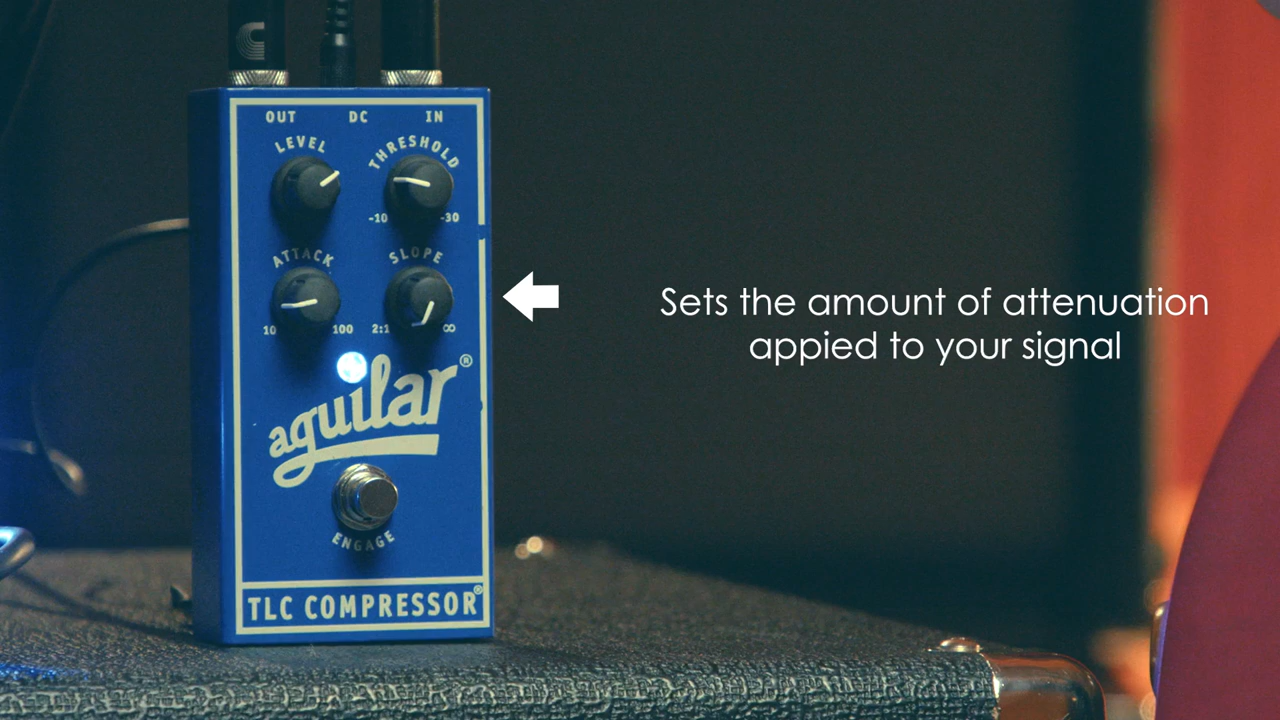 OUT DC IN
LEVEL THRESHOLD
-10 -30
ATTACK SLOPE
10 100 2:1 ∞
aguilar®
ENGAGE
TLC COMPRESSOR®
Sets the amount of attenuation
appied to your signal